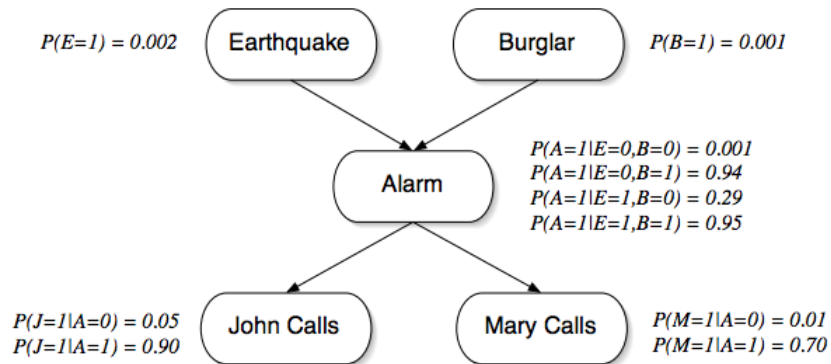 P(E=1) = 0.002
Earthquake
Burglar
P(B=1) = 0.001
Alarm
P(A=1|E=0,B=0) = 0.001
P(A=1|E=0,B=1) = 0.94
P(A=1|E=1,B=0) = 0.29
P(A=1|E=1,B=1) = 0.95
P(J=1|A=0) = 0.05
P(J=1|A=1) = 0.90
John Calls
Mary Calls
P(M=1|A=0) = 0.01
P(M=1|A=1) = 0.70